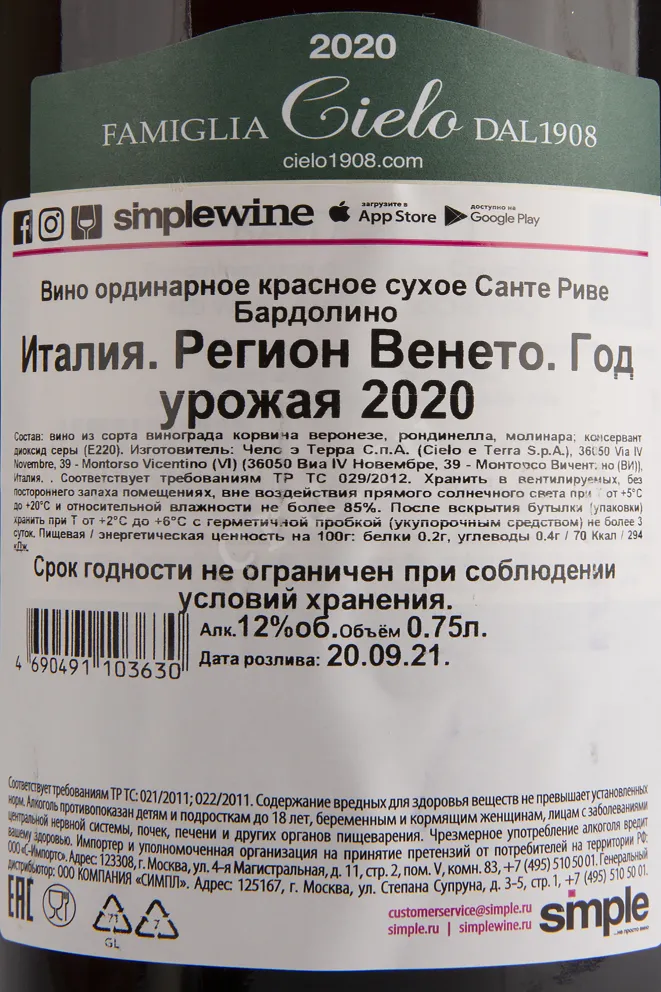 2020
FAMIGLIA Cielo DAL 1908
cielo1908.com
simplewine загрузите в App Store доступно на Google Play
Вино ординарное красное сухое Санте Риве
Бардолино
Италия. Регион Венето. Год
урожая 2020
Состав: вино из сорта винограда корвина веронезе, рондинелла, молинара; консервант
диоксид серы (E220). Изготовитель: Чело э Терра С.п.А. (Cielo e Terra S.p.A.), 36050 Via IV
Novembre, 39 - Montorso Vicentino (VI) (36050 Виа IV Новембре, 39 - Монторсо Вичентино (ВИ)),
Италия. . Соответствует требованиям ТР ТС 029/2012. Хранить в вентилируемых, без
постороннего запаха помещениях, вне воздействия прямого солнечного света при Т от +5°C
до +20°C и относительной влажности не более 85%. После вскрытия бутылки (упаковки)
хранить при Т от +2°C до +6°C с герметичной пробкой (укупорочным средством) не более 3
суток. Пищевая / энергетическая ценность на 100г: белки 0.2г, углеводы 0.4г / 70 Ккал / 294
кДж.
Срок годности не ограничен при соблюдении
условий хранения.
Алк.12%об.Объём 0.75л.
4 690491 103630
Дата розлива: 20.09.21.
Соответствует требованиям ТР ТС: 021/2011; 022/2011. Содержание вредных для здоровья веществ не превышает установленных
норм. Алкоголь противопоказан детям и подросткам до 18 лет, беременным и кормящим женщинам, лицам с заболеваниями
центральной нервной системы, почек, печени и других органов пищеварения. Чрезмерное употребление алкоголя вредит
вашему здоровью. Импортер и уполномоченная организация на принятие претензий от потребителей на территории РФ:
ООО «С-Импортс». Адрес: 123308, г. Москва, ул. 4-я Магистральная, д. 11, стр. 2, пом. V, комн. 83, +7 (495) 510 50 01. Генеральный
дистрибьютор: ООО КОМПАНИЯ «СИМПЛ». Адрес: 125167, г. Москва, ул. Степана Супруна, д. 3-5, стр. 1, +7 (495) 510 50 01.
EAC
71
GL
7
customerservice@simple.ru
simple.ru | simplewine.ru
simple
...не просто вино